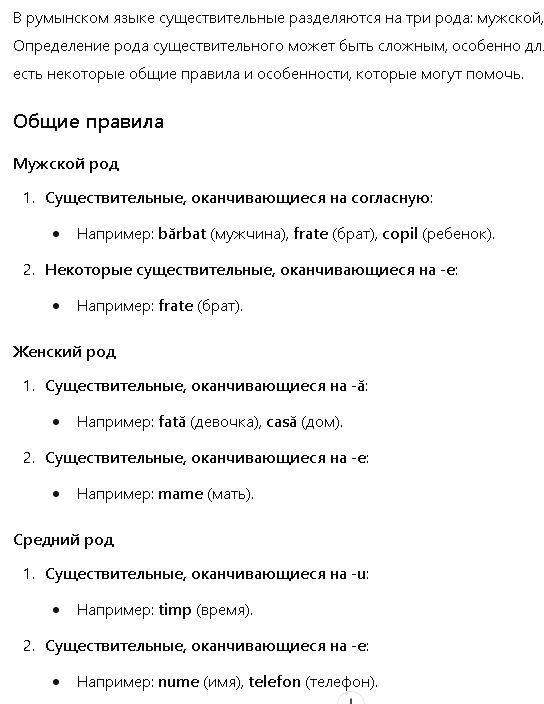 В румынском языке существительные разделяются на три рода: мужской,
Определение рода существительного может быть сложным, особенно дл
есть некоторые общие правила и особенности, которые могут помочь.
Общие правила
Мужской род
1. Существительные, оканчивающиеся на согласную:
• Например: bărbat (мужчина), frate (брат), copil (ребенок).
2. Некоторые существительные, оканчивающиеся на -e:
• Например: frate (брат).
Женский род
1. Существительные, оканчивающиеся на -ă:
• Например: fată (девочка), casă (дом).
2. Существительные, оканчивающиеся на -e:
• Например: mame (мать).
Средний род
1. Существительные, оканчивающиеся на -u:
• Например: timp (время).
2. Существительные, оканчивающиеся на -e:
• Например: nume (имя), telefon (телефон).